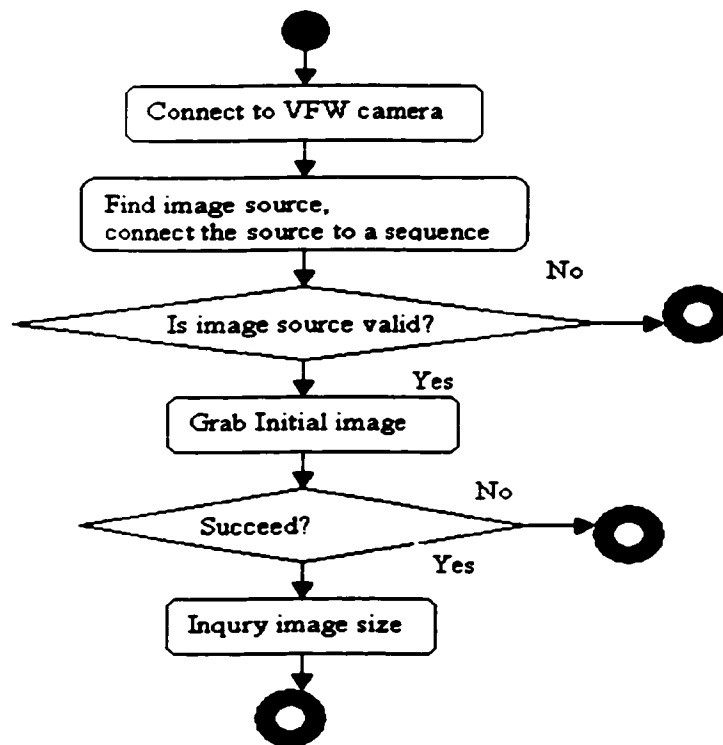 Connect to VFW camera
Find image source,
connect the source to a sequence
No
Is image source valid?
Yes
Grab Initial image
No
Succeed?
Yes
Inqury image size